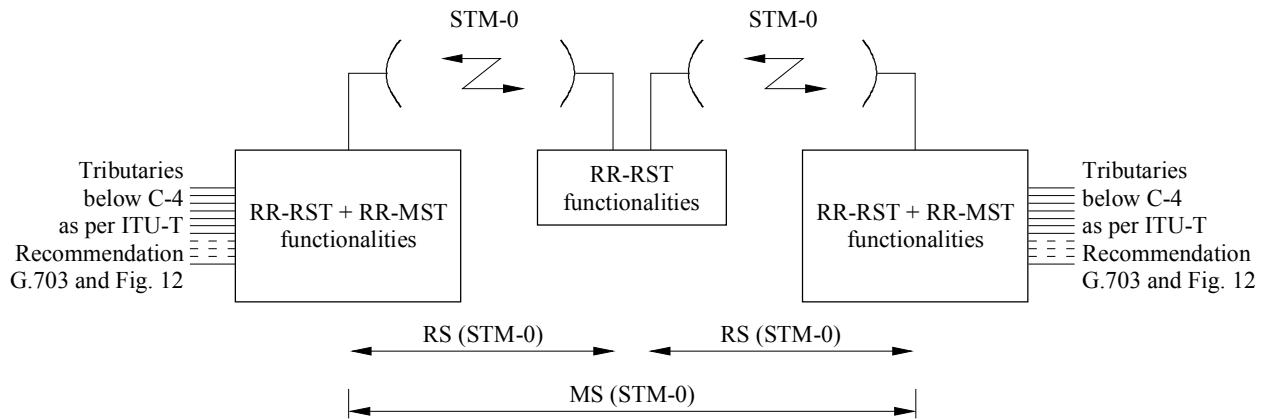 STM-0
STM-0
Tributaries
below C-4
as per ITU-T
Recommendation
G.703 and Fig. 12
RR-RST + RR-MST
functionalities
RR-RST
functionalities
RR-RST + RR-MST
functionalities
Tributaries
below C-4
as per ITU-T
Recommendation
G.703 and Fig. 12
RS (STM-0)
RS (STM-0)
MS (STM-0)